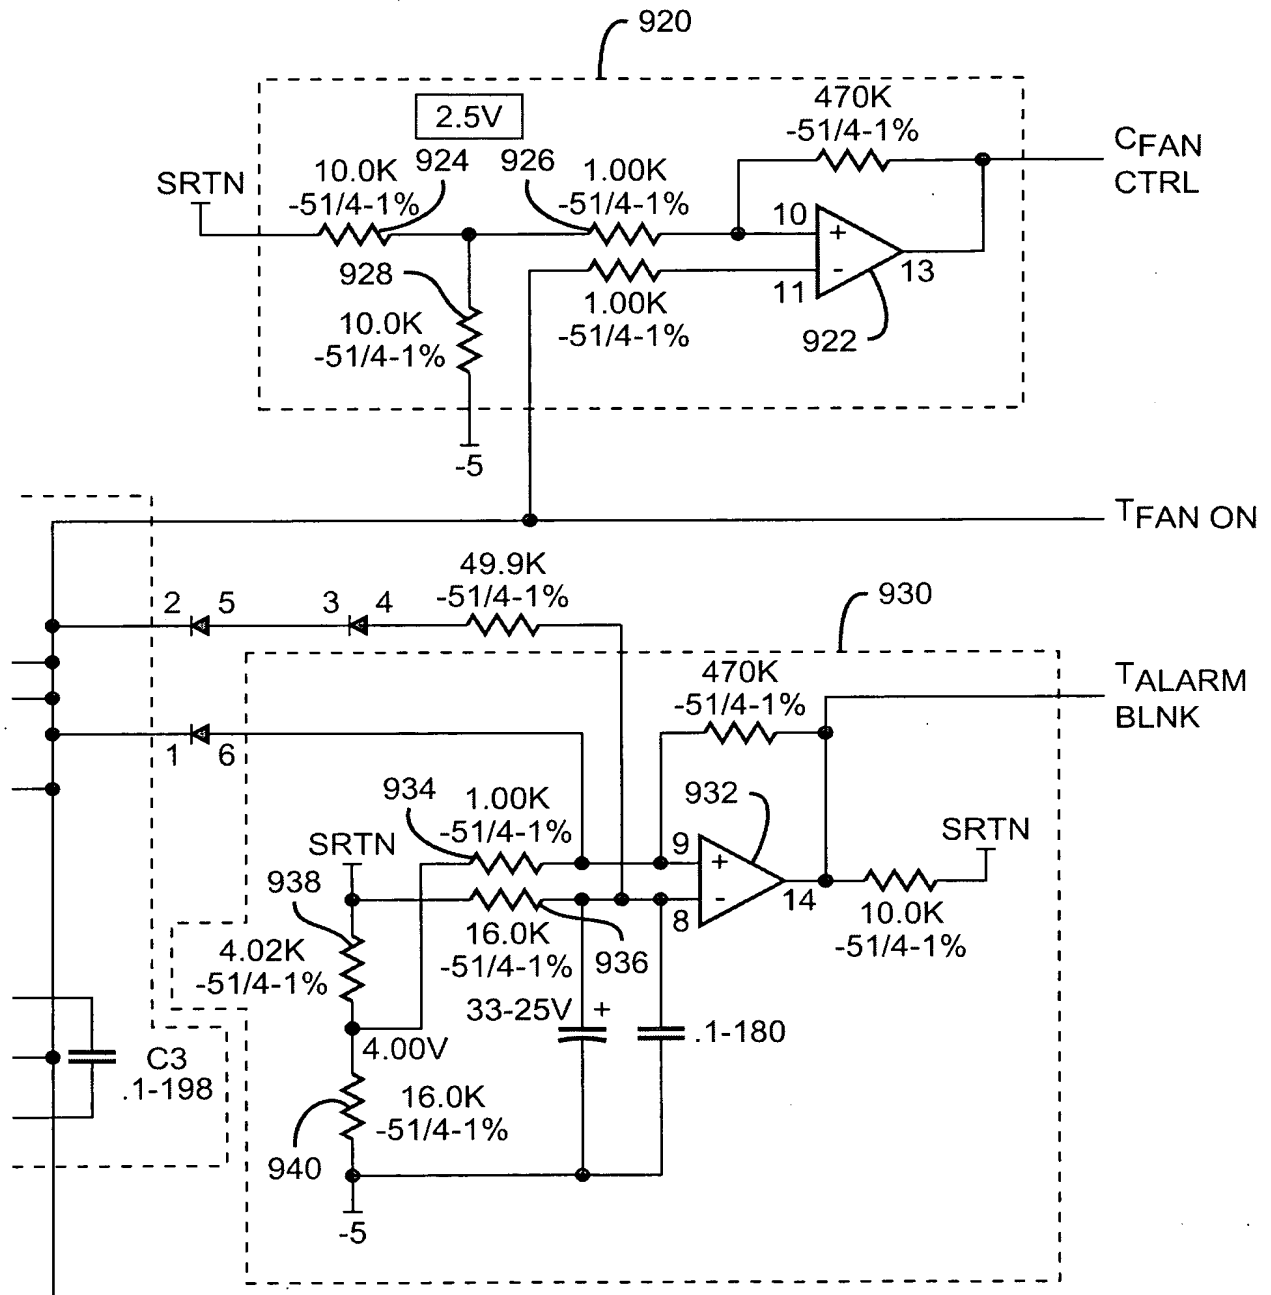 920
2.5V
470K
-51/4-1%
CFAN
CTRL
924
926
10.0K
-51/4-1%
1.00K
-51/4-1%
SRTN
10
+
-
11
13
928
1.00K
-51/4-1%
922
10.0K
-51/4-1%
-5
TFAN ON
49.9K
-51/4-1%
2
5
3
4
930
470K
-51/4-1%
TALARM
BLNK
1
6
934
1.00K
-51/4-1%
932
SRTN
SRTN
9
+
-
8
14
938
4.02K
-51/4-1%
16.0K
-51/4-1%
936
10.0K
-51/4-1%
33-25V
+
.1-180
4.00V
C3
.1-198
16.0K
-51/4-1%
940
-5